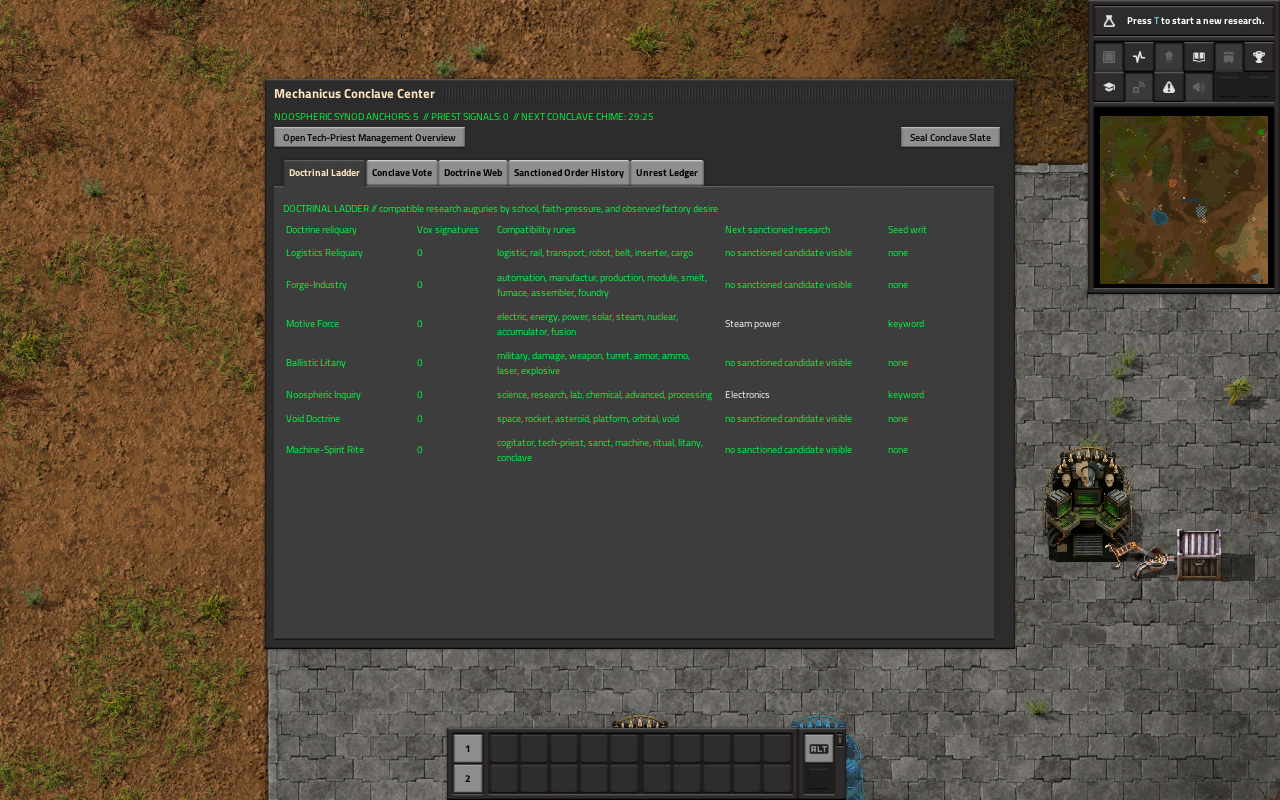 Press T to start a new research.
Mechanicus Conclave Center
NOOSPHERIC SYNOD ANCHORS: 5 // PRIEST SIGNALS: 0 // NEXT CONCLAVE CHIME: 29:25
Open Tech-Priest Management Overview
Seal Conclave Slate
Doctrinal Ladder
Conclave Vote
Doctrine Web
Sanctioned Order History
Unrest Ledger
DOCTRINAL LADDER // compatible research auguries by school, faith-pressure, and observed factory desire
Doctrine reliquary Vox signatures Compatibility runes Next sanctioned research Seed writ
Logistics Reliquary 0 logistic, rail, transport, robot, belt, inserter, cargo no sanctioned candidate visible none
Forge-Industry 0 automation, manufactur, production, module, smelt,
furnace, assembler, foundry no sanctioned candidate visible none
Motive Force 0 electric, energy, power, solar, steam, nuclear,
accumulator, fusion Steam power keyword
Ballistic Litany 0 military, damage, weapon, turret, armor, ammo,
laser, explosive no sanctioned candidate visible none
Noospheric Inquiry 0 science, research, lab, chemical, advanced, processing Electronics keyword
Void Doctrine 0 space, rocket, asteroid, platform, orbital, void no sanctioned candidate visible none
Machine-Spirit Rite 0 cogitator, tech-priest, sanct, machine, ritual, litany,
conclave no sanctioned candidate visible none
1
ALT
2